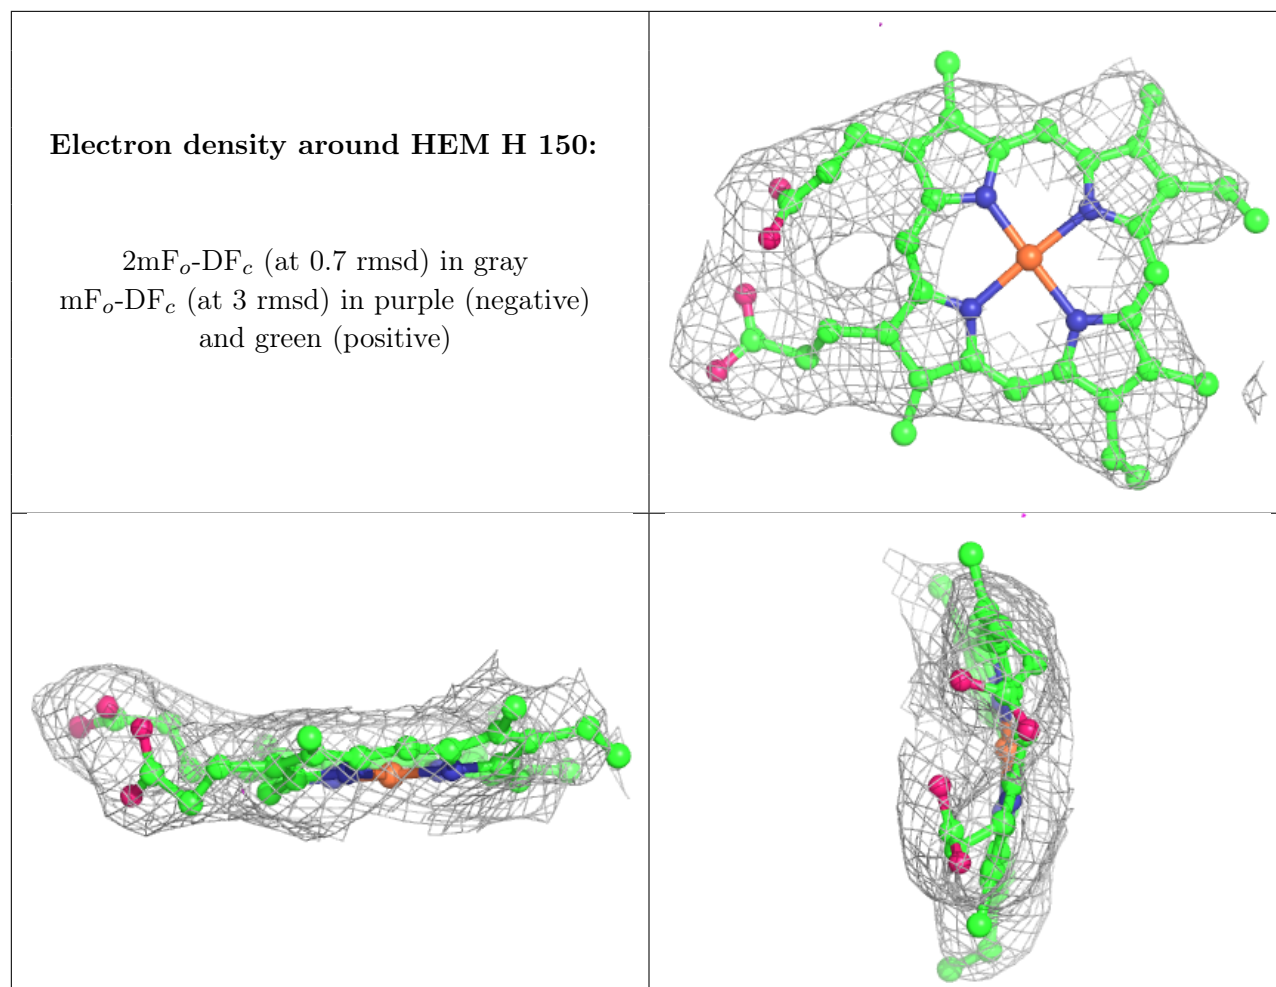 Electron density around HEM H 150:
2mFo-DFc (at 0.7 rmsd) in gray
mFo-DFc (at 3 rmsd) in purple (negative)
and green (positive)